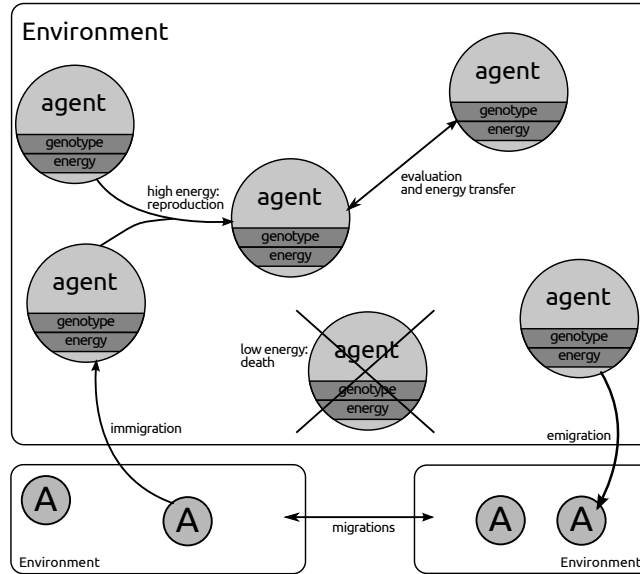 Environment
agent
genotype
energy
agent
genotype
energy
high energy:
reproduction
agent
genotype
energy
evaluation
and energy transfer
agent
genotype
energy
agent
genotype
energy
low energy:
death
agent
genotype
energy
immigration
emigration
A
A
Environment
migrations
A
A
Environment